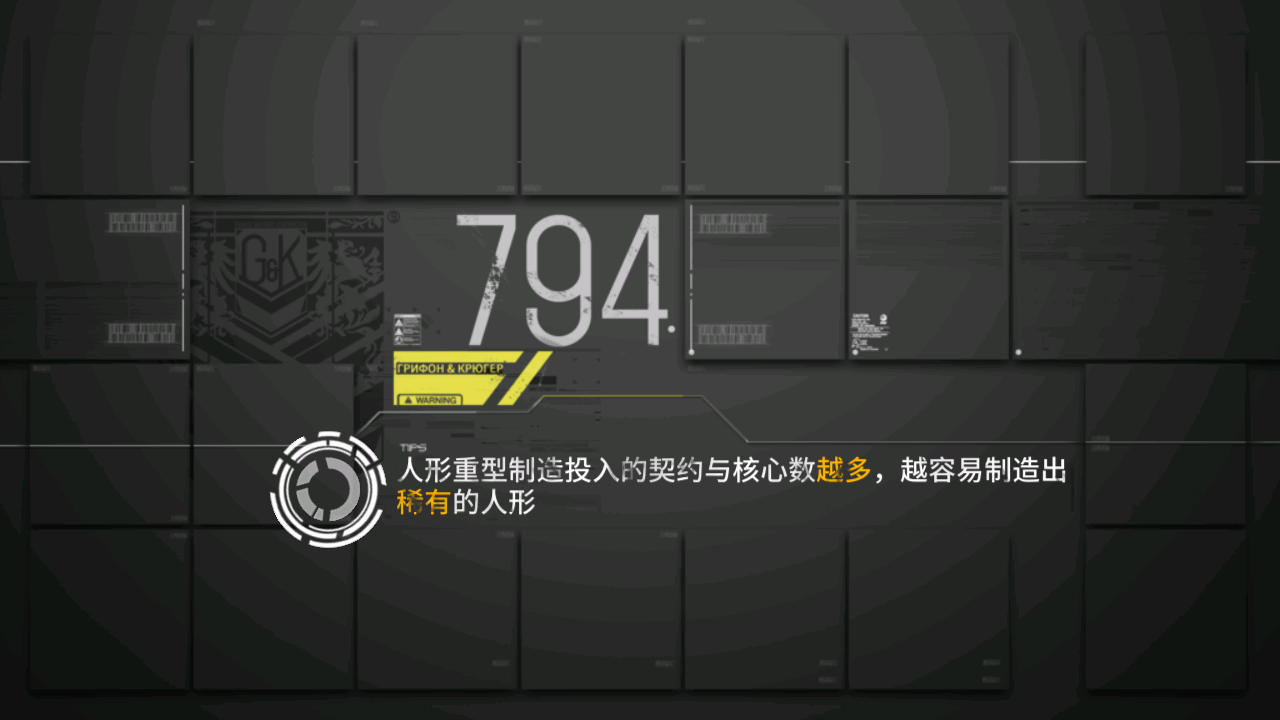 G&K
794.
ГРИФОН & КРЮГЕР
WARNING
TIPS
人形重型制造投入的契约与核心数越多，越容易制造出
稀有的人形